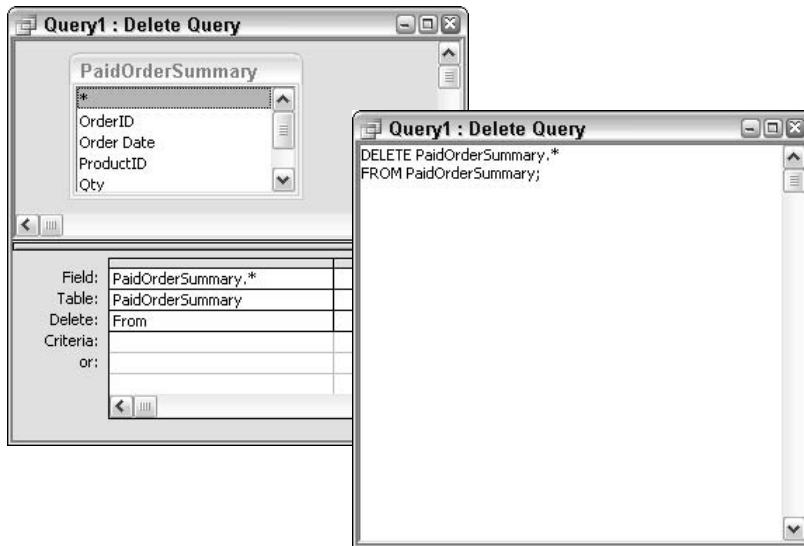 Query1 : Delete Query
PaidOrderSummary
*
OrderID
Order Date
ProductID
Qty
Field: PaidOrderSummary.*
Table: PaidOrderSummary
Delete: From
Criteria:
or:
Query1 : Delete Query
DELETE PaidOrderSummary.*
FROM PaidOrderSummary;